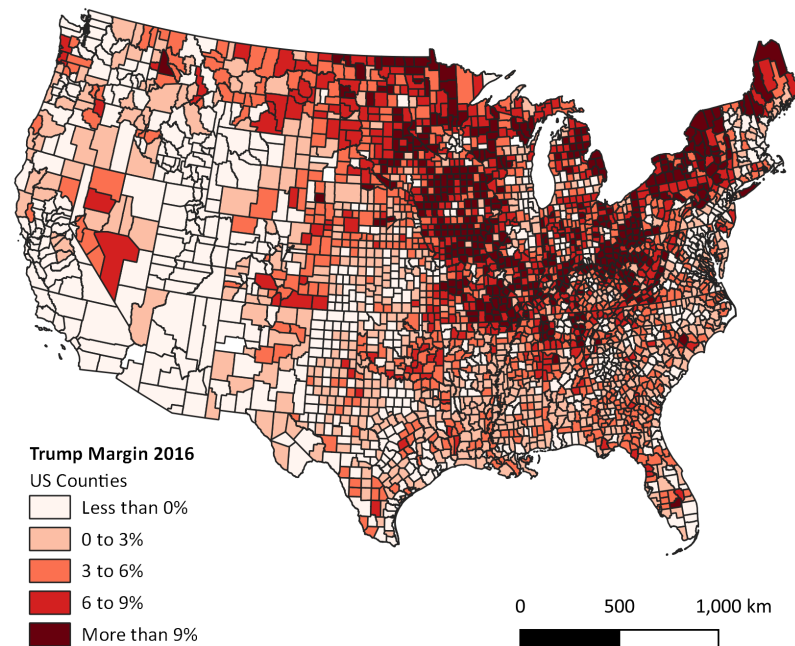 Trump Margin 2016
US Counties
Less than 0%
0 to 3%
3 to 6%
6 to 9%
More than 9%
0 500 1,000 km